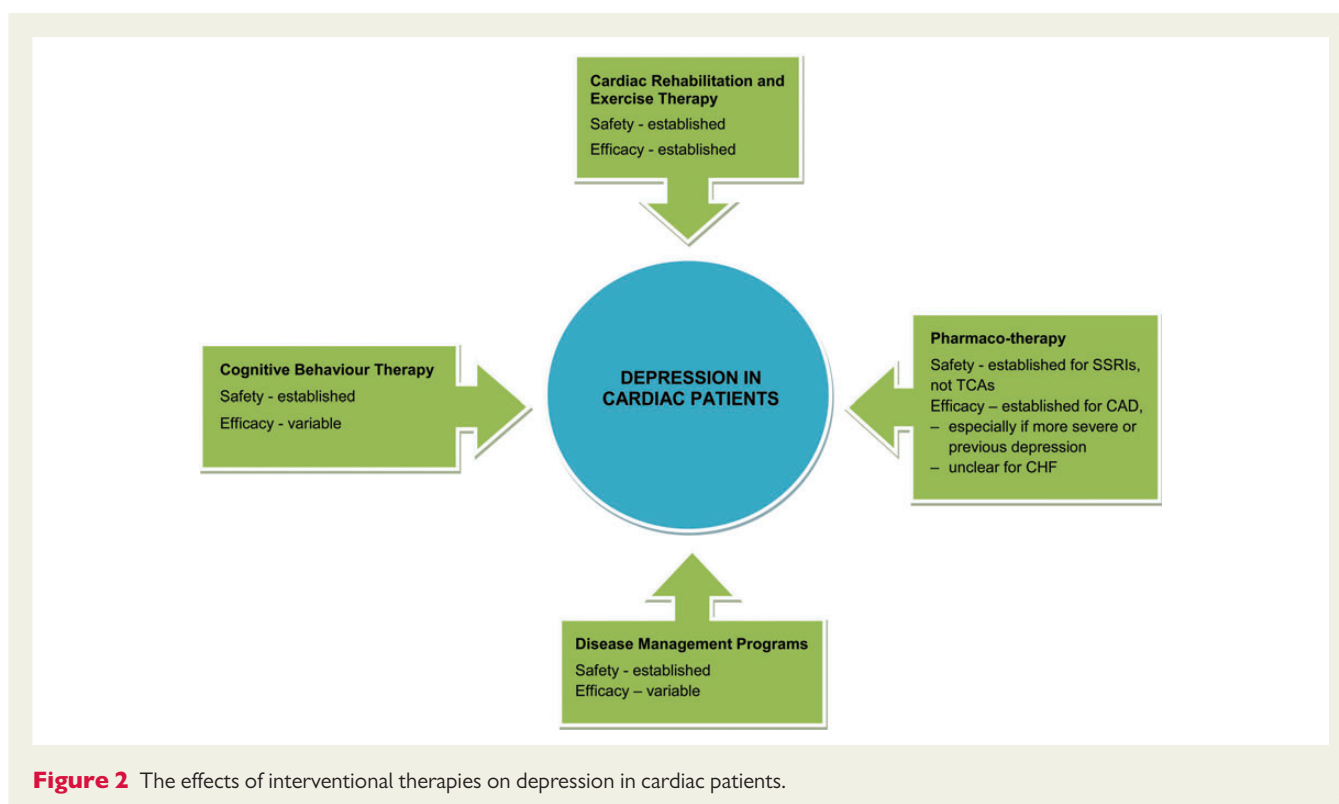 Cardiac Rehabilitation and
Exercise Therapy
Safety - established
Efficacy - established
Cognitive Behaviour Therapy
Safety - established
Efficacy - variable
DEPRESSION IN
CARDIAC PATIENTS
Pharmaco-therapy
Safety - established for SSRIs,
not TCAs
Efficacy – established for CAD,
– especially if more severe or
previous depression
– unclear for CHF
Disease Management Programs
Safety - established
Efficacy – variable
Figure 2 The effects of interventional therapies on depression in cardiac patients.